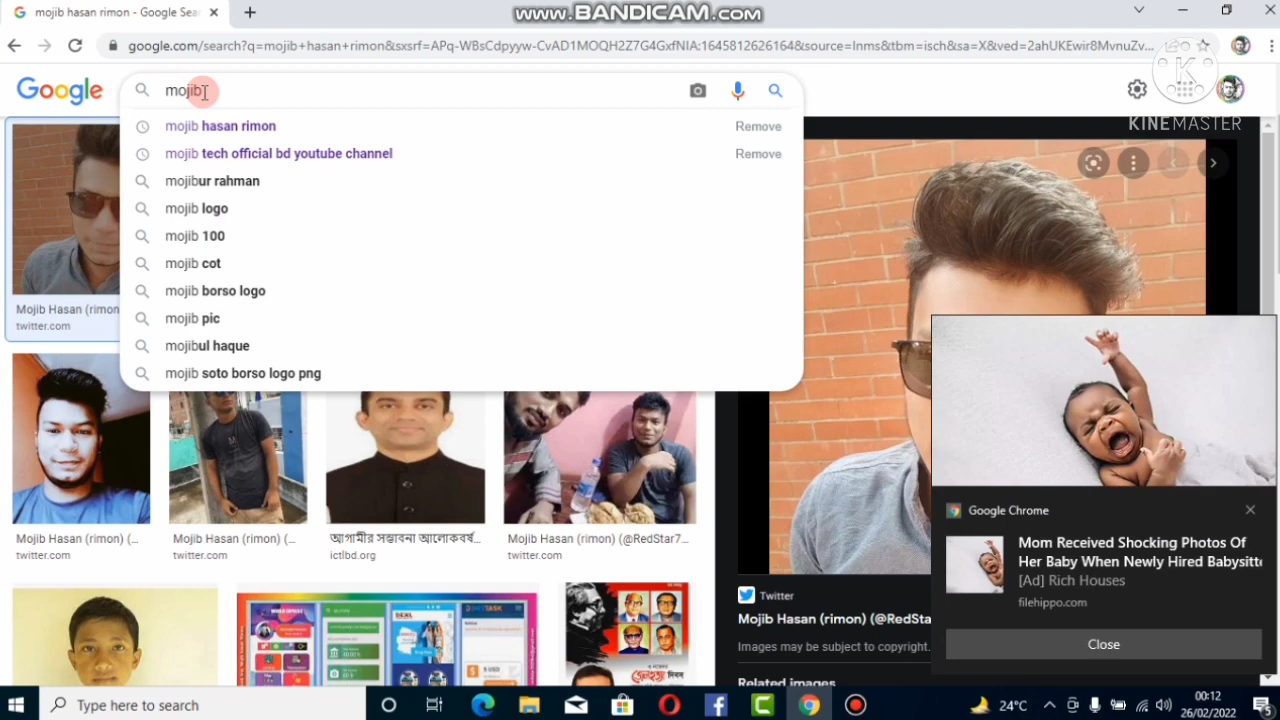 www.BANDICAM.com
mojib hasan rimon - Google Sea
google.com/search?q=mojib+hasan+rimon&sxsrf=APq-WBsCdpyyw-CvAD1MOQH2Z7G4GxfNIA:1645812626164&source=lnms&tbm=isch&sa=X&ved=2ahUKEwir8MvnuZv...
Google
mojib
K
KINEMASTER
mojib hasan rimon Remove
mojib tech official bd youtube channel Remove
mojibur rahman
mojib logo
mojib 100
mojib cot
mojib borso logo
mojib pic
mojibul haque
mojib soto borso logo png
Mojib Hasan (rimon)
twitter.com
Mojib Hasan (rimon) (...
twitter.com
Mojib Hasan (rimon) (...
twitter.com
আগামীর সম্ভাবনা আলোকবর্ষ...
ictlbd.org
Mojib Hasan (rimon) (@RedStar7...
twitter.com
Twitter
Mojib Hasan (rimon) (@RedSta
Images may be subject to copyright.
Related images
Google Chrome
Mom Received Shocking Photos Of
Her Baby When Newly Hired Babysitte
[Ad] Rich Houses
filehippo.com
Close
Type here to search
24°C
00:12
26/02/2022
5